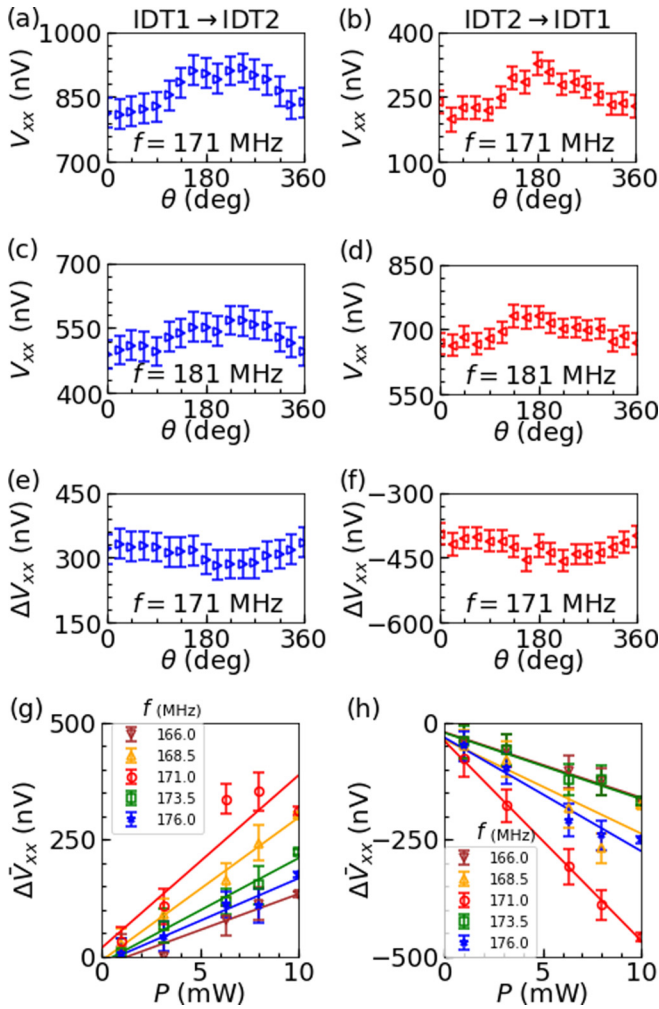 (a) IDT1 → IDT2 (b) IDT2 → IDT1
1000 400
V_xx (nV) 850 V_xx (nV) 250
700 f = 171 MHz 100 f = 171 MHz
0 180 360 0 180 360
θ (deg) θ (deg)
(c) (d)
700 850
V_xx (nV) 550 V_xx (nV) 700
400 f = 181 MHz 550 f = 181 MHz
0 180 360 0 180 360
θ (deg) θ (deg)
(e) (f)
450 −300
ΔV_xx (nV) 300 ΔV_xx (nV) −450
150 f = 171 MHz −600 f = 171 MHz
0 180 360 0 180 360
θ (deg) θ (deg)
(g) (h)
500
f (MHz)
166.0
168.5
171.0
173.5
176.0
ΔV̄_xx (nV) 250
0
0 5 10
P (mW)
0
ΔV̄_xx (nV) −250
f (MHz)
166.0
168.5
171.0
173.5
176.0
−500
0 5 10
P (mW)